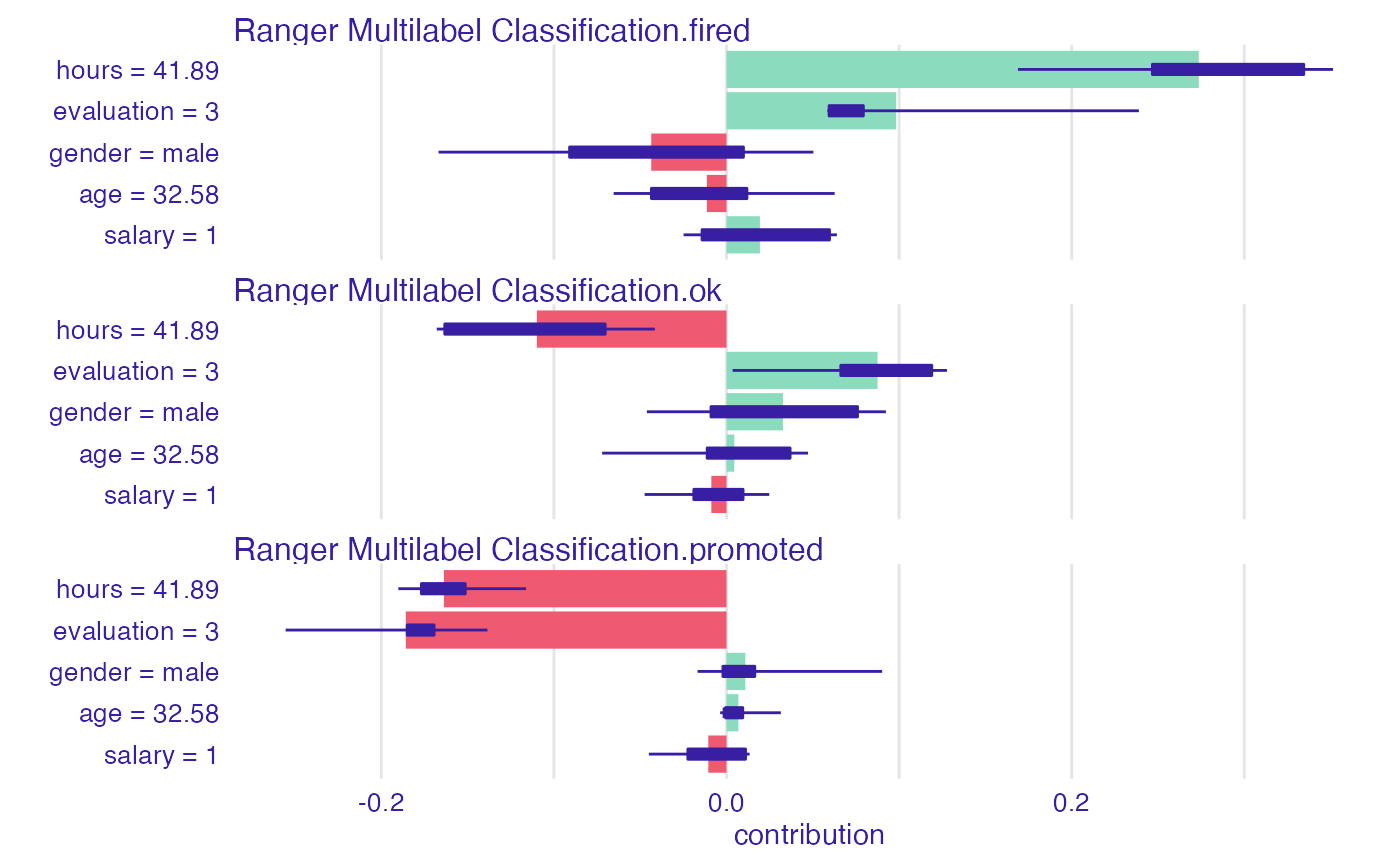 Ranger Multilabel Classification.fired
hours = 41.89
evaluation = 3
gender = male
age = 32.58
salary = 1
Ranger Multilabel Classification.ok
hours = 41.89
evaluation = 3
gender = male
age = 32.58
salary = 1
Ranger Multilabel Classification.promoted
hours = 41.89
evaluation = 3
gender = male
age = 32.58
salary = 1
-0.2 0.0 0.2
contribution